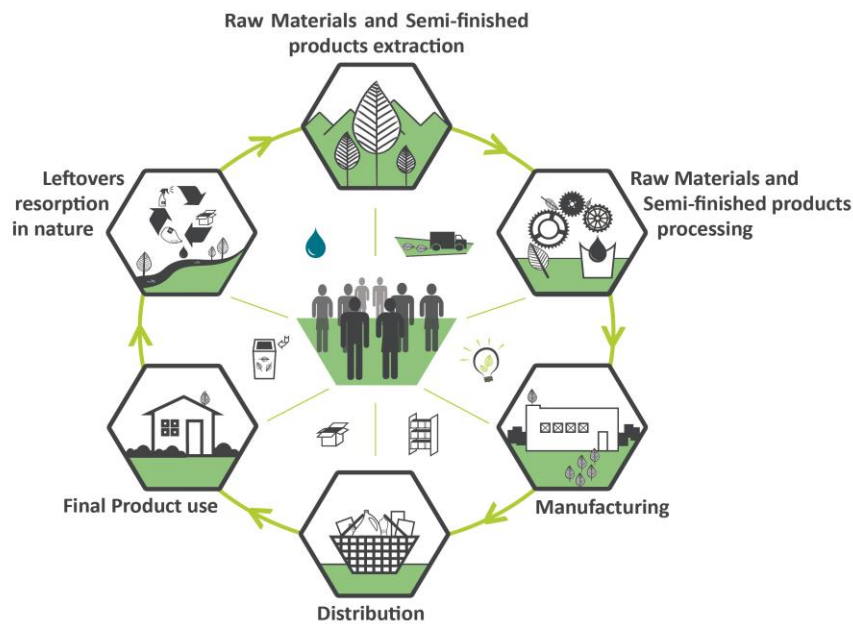 Raw Materials and Semi-finished
products extraction
Raw Materials and
Semi-finished products
processing
Manufacturing
Distribution
Final Product use
Leftovers
resorption
in nature